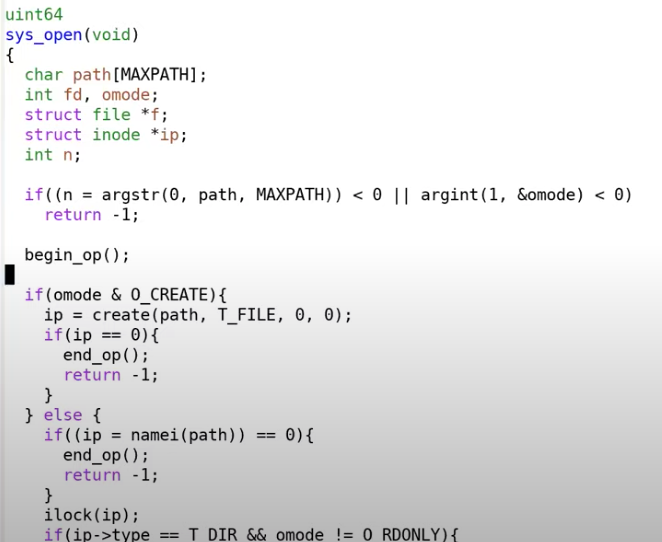 uint64
sys_open(void)
{
  char path[MAXPATH];
  int fd, omode;
  struct file *f;
  struct inode *ip;
  int n;

  if((n = argstr(0, path, MAXPATH)) < 0 || argint(1, &omode) < 0)
    return -1;

  begin_op();

  if(omode & O_CREATE){
    ip = create(path, T_FILE, 0, 0);
    if(ip == 0){
      end_op();
      return -1;
    }
  } else {
    if((ip = namei(path)) == 0){
      end_op();
      return -1;
    }
    ilock(ip);
    if(ip->type == T_DIR && omode != O_RDONLY){